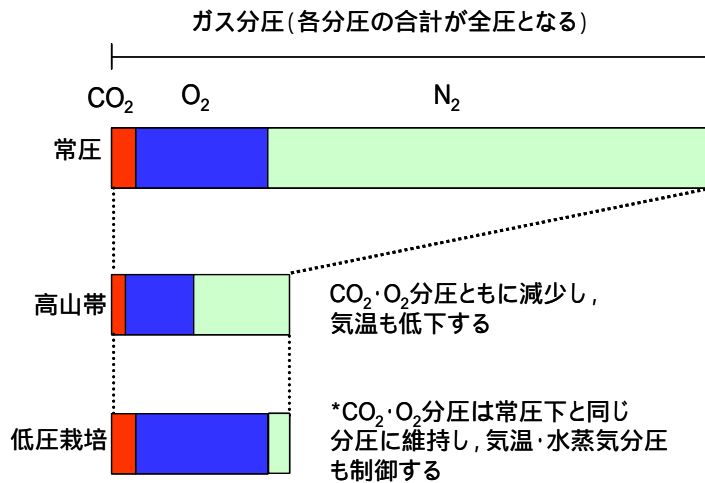 ガス分圧(各分圧の合計が全圧となる)
CO₂ O₂ N₂
常圧
高山帯
CO₂・O₂分圧ともに減少し,
気温も低下する
低圧栽培
*CO₂・O₂分圧は常圧下と同じ
分圧に維持し,気温・水蒸気分圧
も制御する